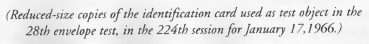 (Reduced-size copies of the identification card used as test object in the
28th envelope test, in the 224th session for January 17,1966.)